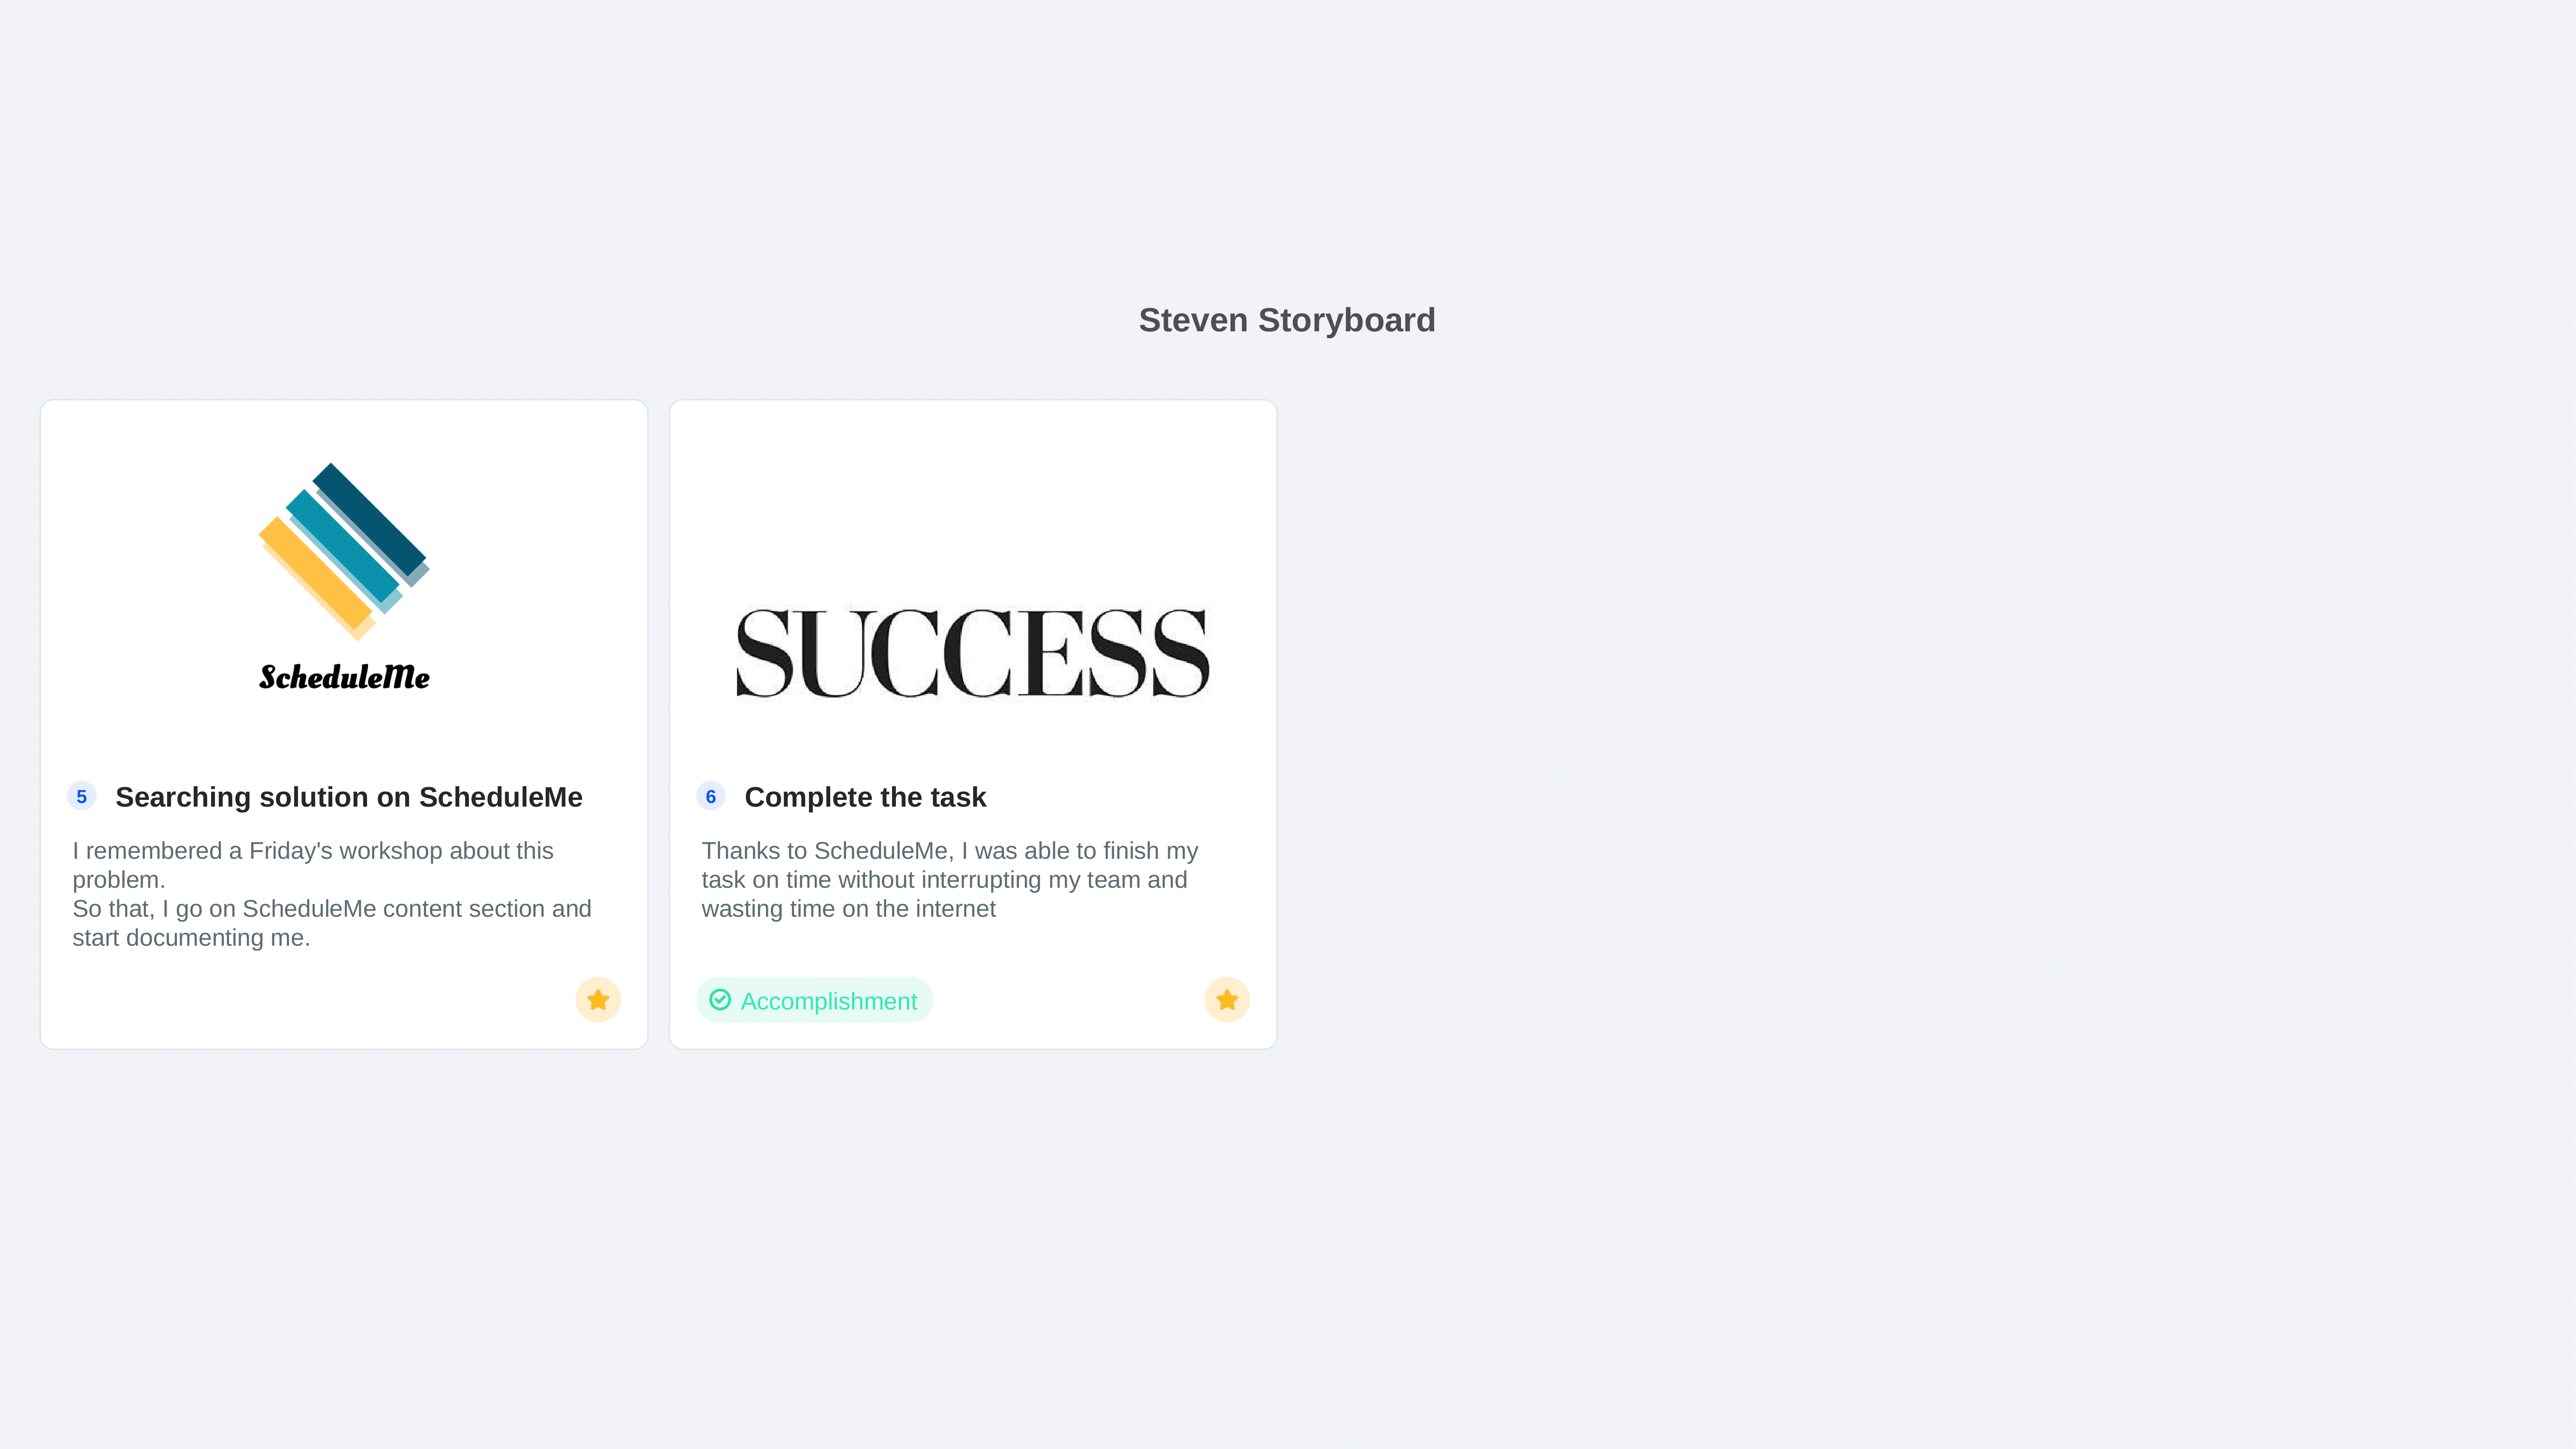 Steven Storyboard
ScheduleMe
5 Searching solution on ScheduleMe
I remembered a Friday's workshop about this
problem.
So that, I go on ScheduleMe content section and
start documenting me.
SUCCESS
6 Complete the task
Thanks to ScheduleMe, I was able to finish my
task on time without interrupting my team and
wasting time on the internet
Accomplishment